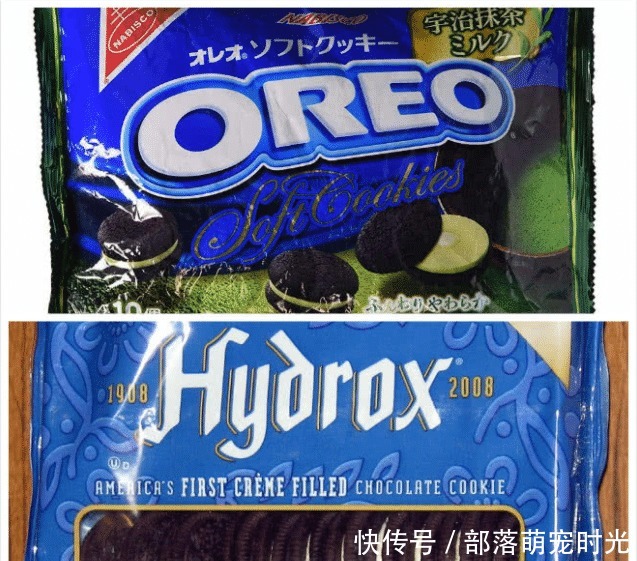 NABISCO
NABISCO
宇治抹茶
ミルク
オレオ® ソフトクッキー
OREO
Soft Cookies
ふんわりやわらか
Hydrox®
1908
2008
U D
AMERICA'S FIRST CRÈME FILLED CHOCOLATE COOKIE
快传号 / 部落萌宠时光